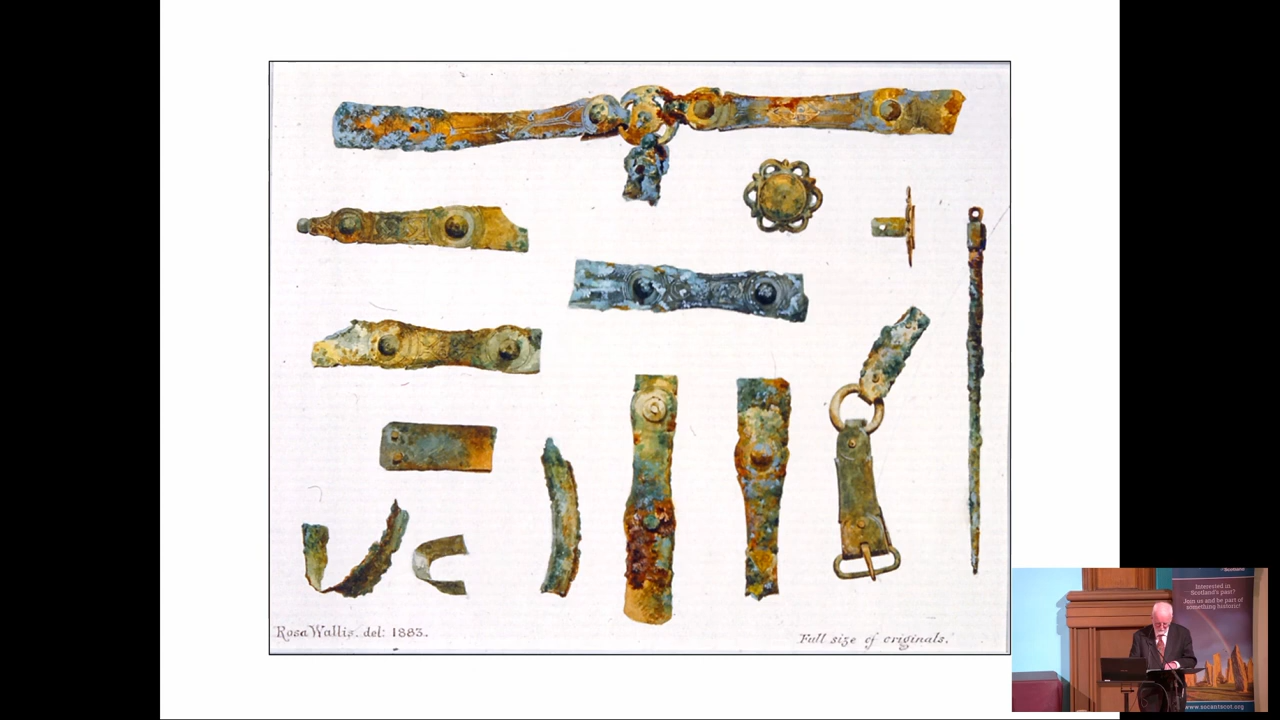 Rosa Wallis. del: 1883.
Full size of originals.
Scotland
Interested in
Scotland's past?
Join us and be part of
something historic!
www.socantscot.org